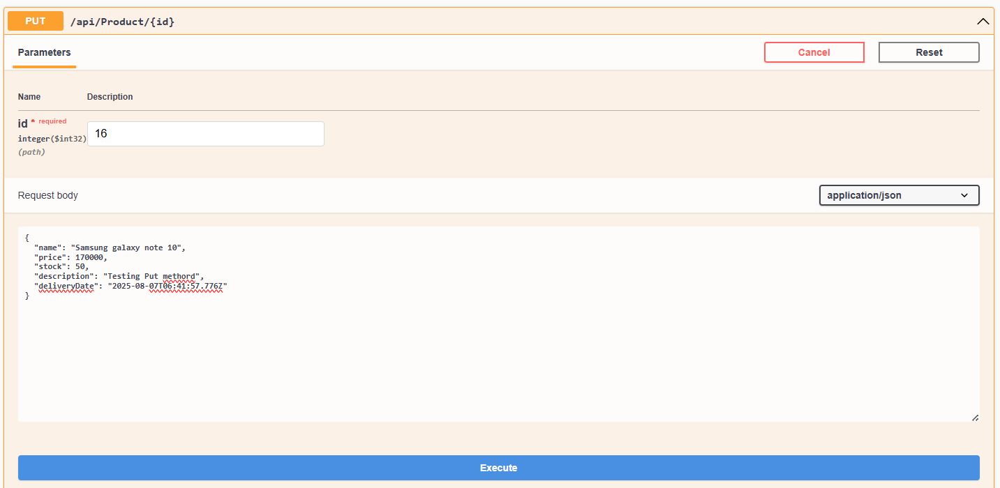 PUT /api/Product/{id}
Parameters Cancel Reset
Name Description
id * required
integer($int32) 16
(path)
Request body application/json
{
"name": "Samsung galaxy note 10",
"price": 170000,
"stock": 50,
"description": "Testing Put methord",
"deliveryDate": "2025-08-07T06:41:57.776Z"
}
Execute